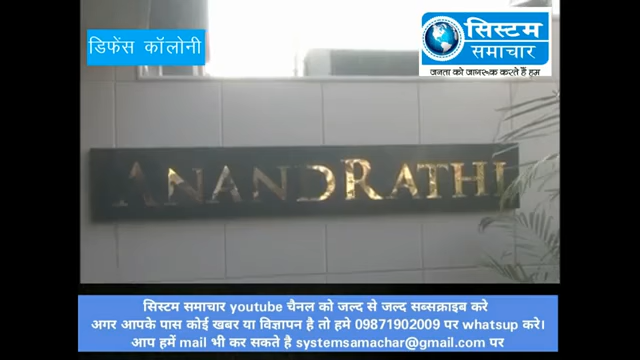 डिफेंस कॉलोनी
सिस्टम
समाचार
जनता को जागरूक करते हैं हम
ANANDRATHI
सिस्टम समाचार youtube चैनल को जल्द से जल्द सब्सक्राइब करे
अगर आपके पास कोई खबर या विज्ञापन है तो हमे 09871902009 पर whatsup करे।
आप हमें mail भी कर सकते है systemsamachar@gmail.com पर